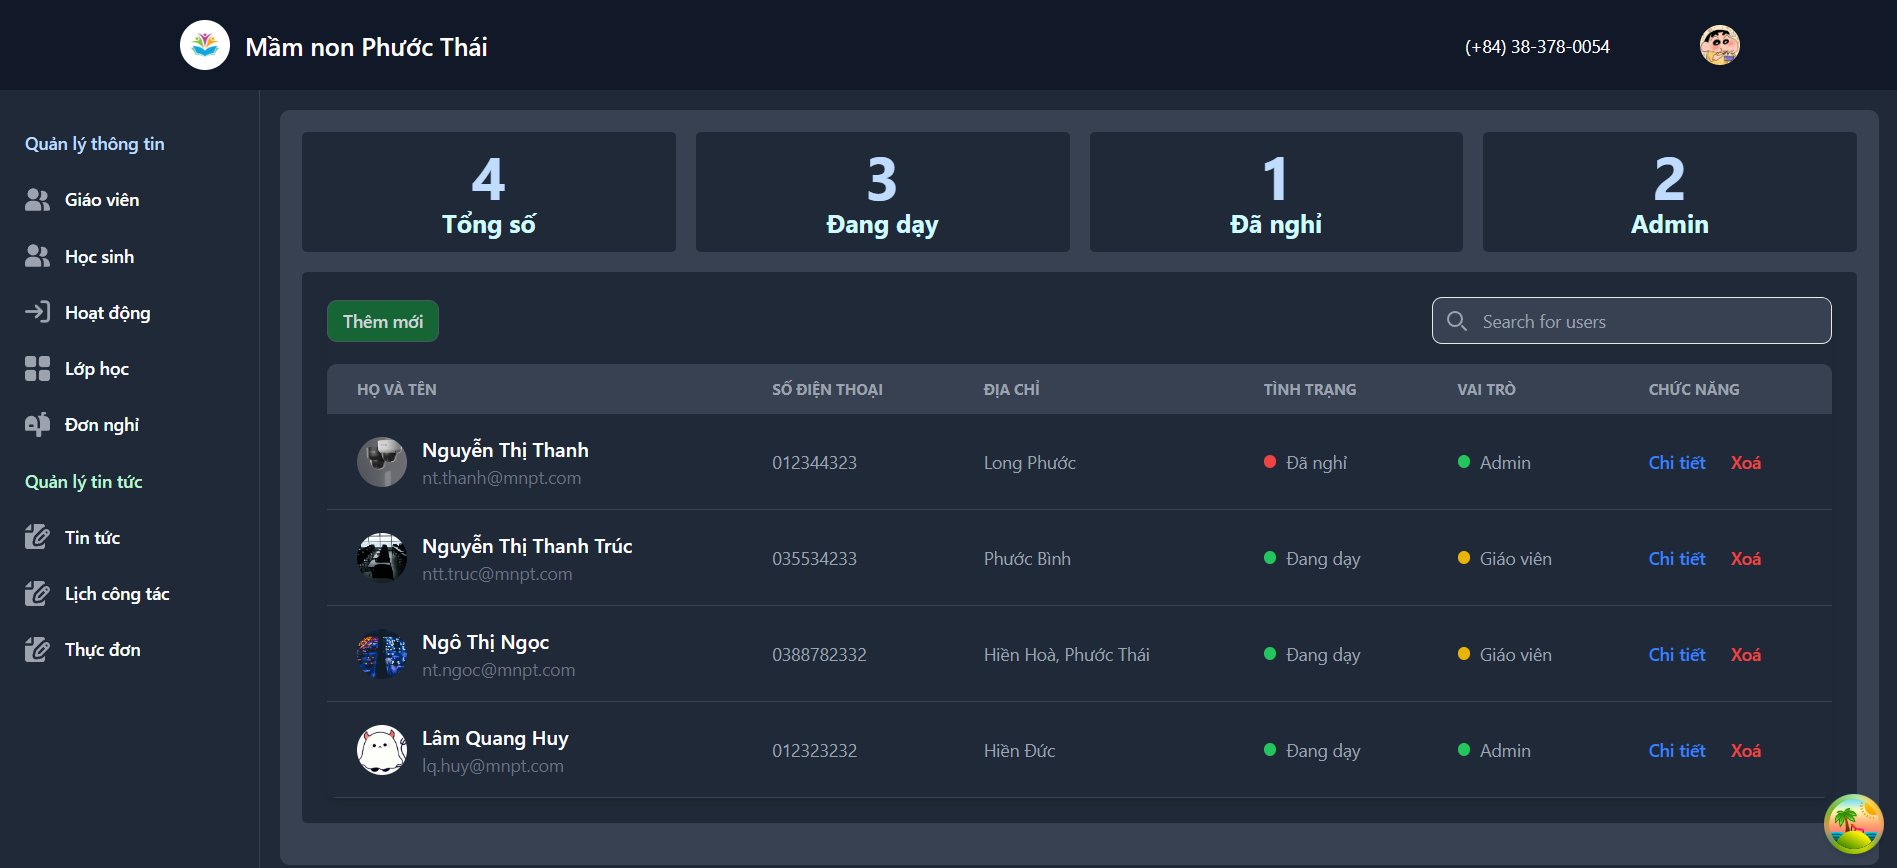 Mầm non Phước Thái
(+84) 38-378-0054
Quản lý thông tin
Giáo viên
Học sinh
Hoạt động
Lớp học
Đơn nghỉ
Quản lý tin tức
Tin tức
Lịch công tác
Thực đơn
4
Tổng số
3
Đang dạy
1
Đã nghỉ
2
Admin
Thêm mới
Search for users
HỌ VÀ TÊN SỐ ĐIỆN THOẠI ĐỊA CHỈ TÌNH TRẠNG VAI TRÒ CHỨC NĂNG
Nguyễn Thị Thanh
nt.thanh@mnpt.com
012344323 Long Phước Đã nghỉ Admin Chi tiết Xoá
Nguyễn Thị Thanh Trúc
ntt.truc@mnpt.com
035534233 Phước Bình Đang dạy Giáo viên Chi tiết Xoá
Ngô Thị Ngọc
nt.ngoc@mnpt.com
0388782332 Hiền Hoà, Phước Thái Đang dạy Giáo viên Chi tiết Xoá
Lâm Quang Huy
lq.huy@mnpt.com
012323232 Hiền Đức Đang dạy Admin Chi tiết Xoá